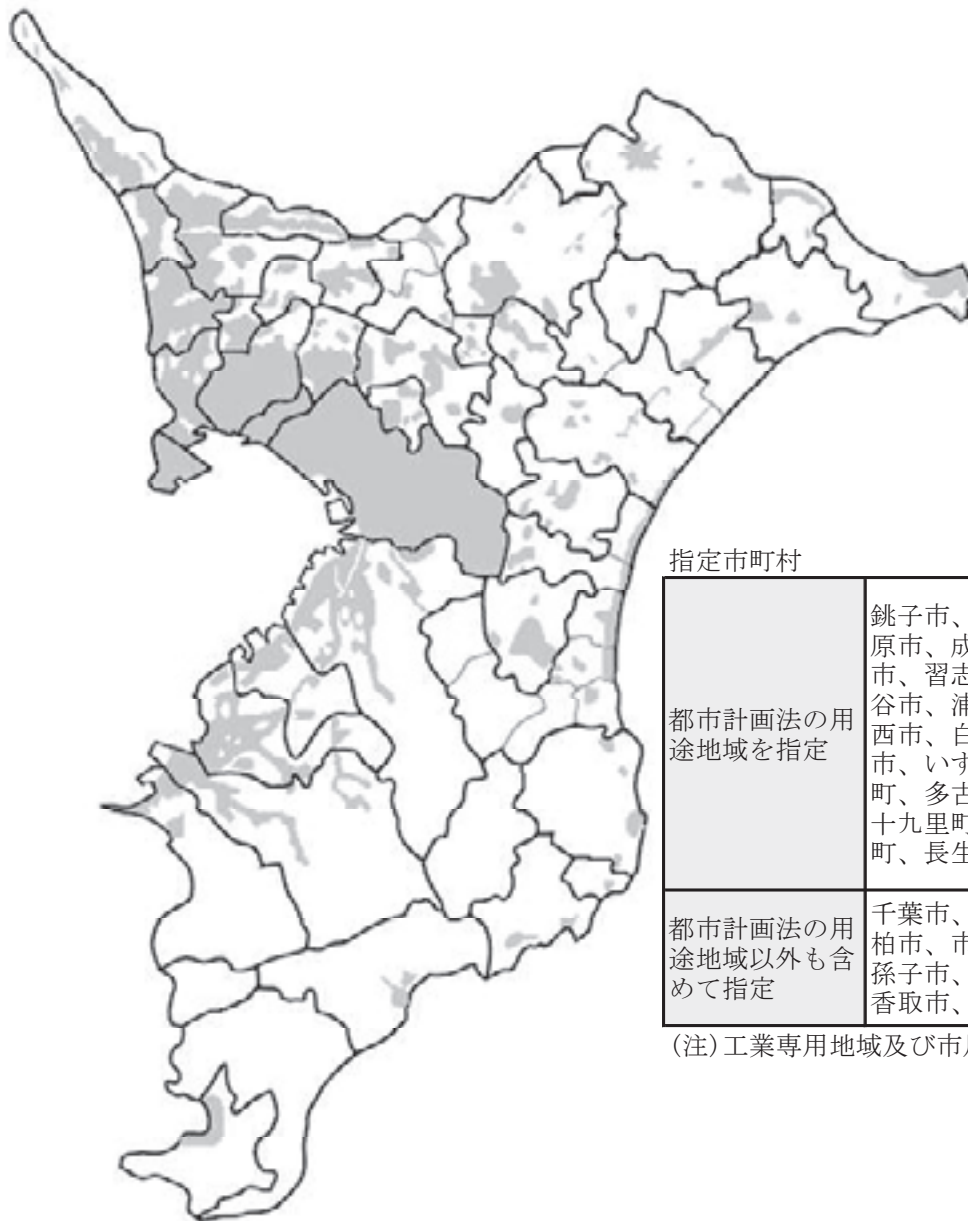 指定市町村
都市計画法の用
途地域を指定
銚子市、
原市、成
市、習志
谷市、浦
西市、白
市、いす
町、多古
十九里町
町、長生
都市計画法の用
途地域以外も含
めて指定
千葉市、
柏市、市
孫子市、
香取市、
(注)工業専用地域及び市